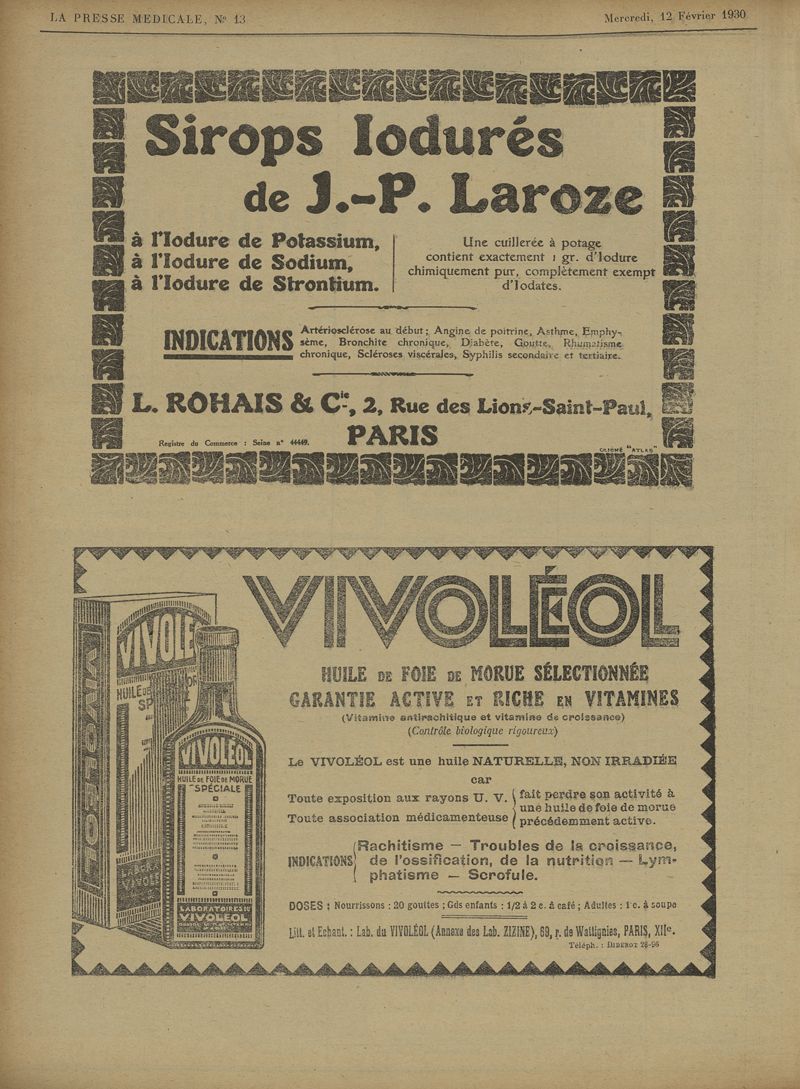 LA PRESSE MEDICALE, Nº 13
Mercredi, 12 Février 1930
Sirops Iodurés
de J.-P. Laroze
à l'Iodure de Potassium,
à l'Iodure de Sodium,
à l'Iodure de Strontium.
Une cuillerée à potage
contient exactement 1 gr. d'Iodure
chimiquement pur, complètement exempt
d'Iodates.
INDICATIONS
Artériosclérose au début; Angine de poitrine, Asthme, Emphy-
sème, Bronchite chronique, Diabète, Goutte, Rhumatisme
chronique, Scléroses viscérales, Syphilis secondaire et tertiaire.
L. ROHAIS & Cie, 2, Rue des Lions-Saint-Paul,
PARIS
Registre du Commerce : Seine n° 44449.
CLICHÉ "ATLAS"
VIVOLÉOL
HUILE DE FOIE DE MORUE SÉLECTIONNÉE
GARANTIE ACTIVE ET RICHE EN VITAMINES
(Vitamine antirachitique et vitamine de croissance)
(Contrôle biologique rigoureux)
Le VIVOLÉOL est une huile NATURELLE, NON IRRADIÉE
car
Toute exposition aux rayons U. V.
Toute association médicamenteuse
fait perdre son activité à
une huile de foie de morue
précédemment active.
INDICATIONS
Rachitisme — Troubles de la croissance,
de l'ossification, de la nutrition — Lym-
phatisme — Scrofule.
DOSES : Nourrissons : 20 gouttes ; Gds enfants : 1/2 à 2 c. à café ; Adultes : 1 c. à soupe
Litt. et Echant. : Lab. du VIVOLÉOL (Annexe des Lab. ZIZINE), 69, r. de Wattignies, PARIS, XIIe.
Téléph. : DIDEROT 28-96
VIVOLÉOL
VIVOLÉ
HUILE DE
VIVOLÉOL
HUILE DE FOIE DE MORUE
SPÉCIALE
LABORATOIRES DU
VIVOLEOL